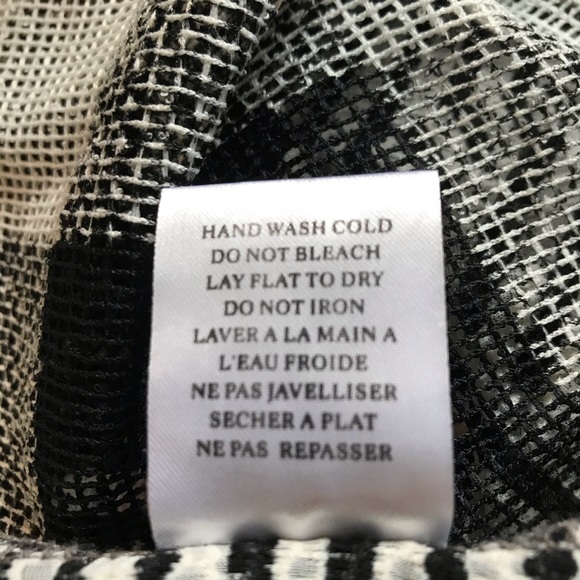 HAND WASH COLD
DO NOT BLEACH
LAY FLAT TO DRY
DO NOT IRON
LAVER A LA MAIN A
L'EAU FROIDE
NE PAS JAVELLISER
SECHER A PLAT
NE PAS REPASSER